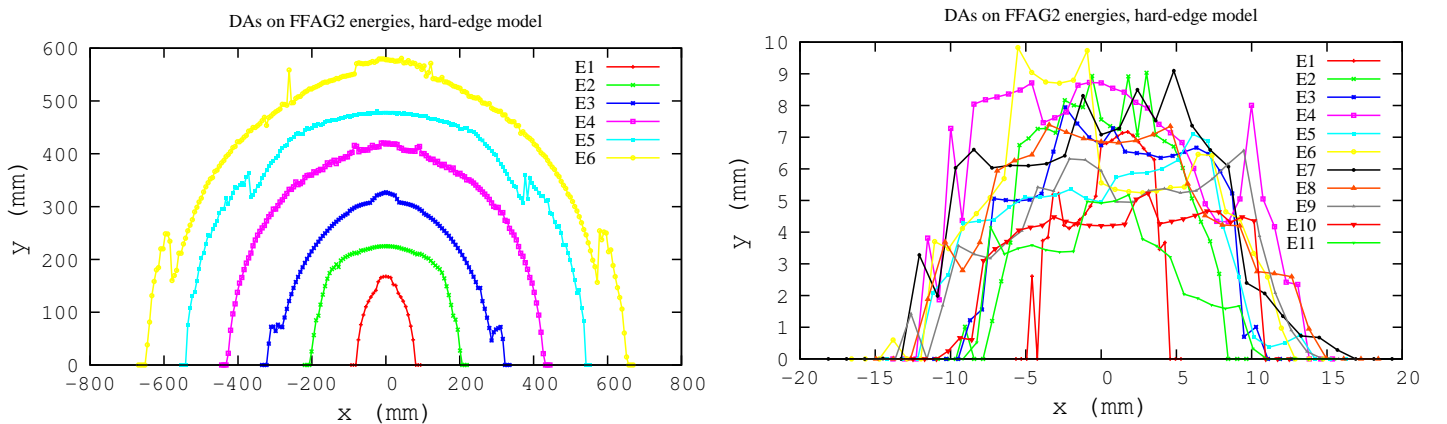 DAs on FFAG2 energies, hard-edge model
600
500
400
300
200
100
0
y (mm)
-800
-600
-400
-200
0
200
400
600
800
x (mm)
E1
E2
E3
E4
E5
E6
DAs on FFAG2 energies, hard-edge model
10
9
8
7
6
5
4
3
2
1
0
y (mm)
-20
-15
-10
-5
0
5
10
15
20
x (mm)
E1
E2
E3
E4
E5
E6
E7
E8
E9
E10
E11